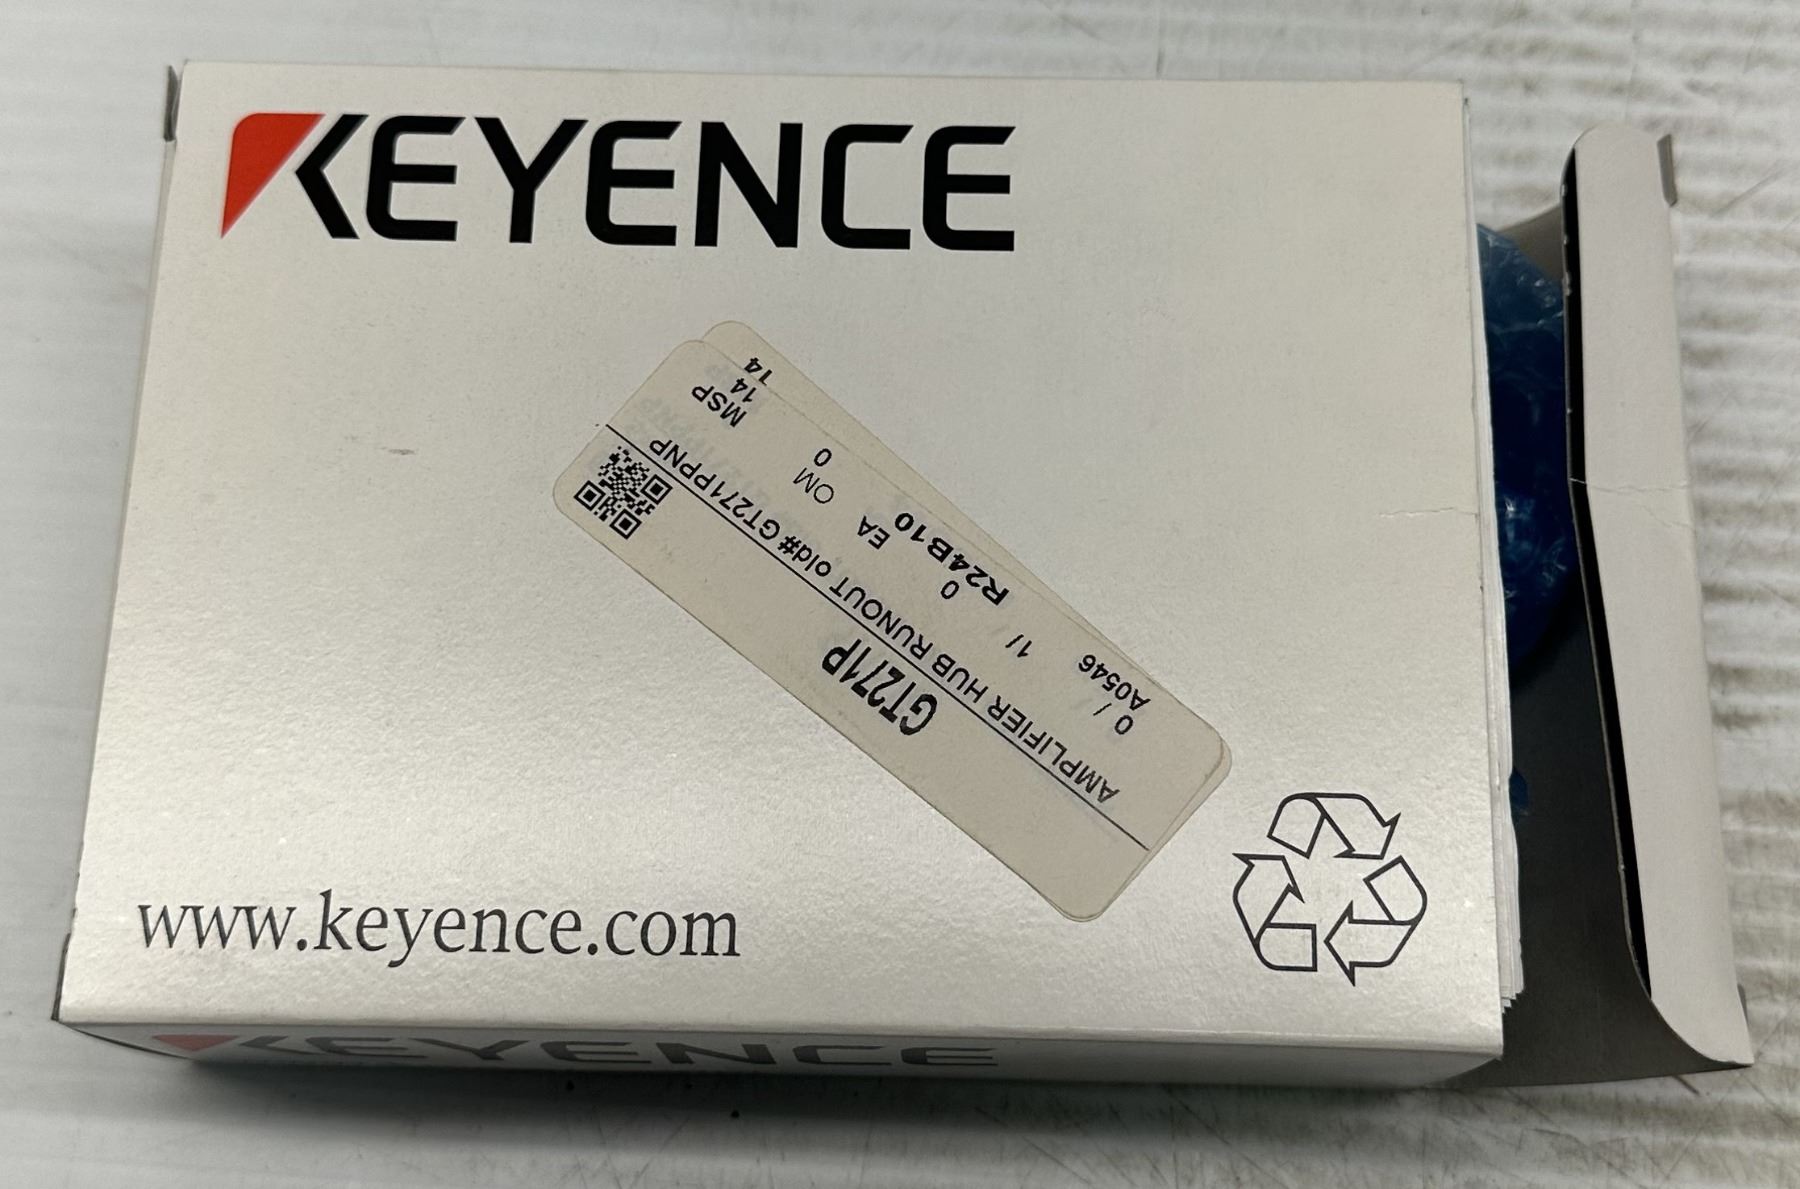 KEYENCE
GT271P
AMPLIFIER HUB RUNOUT old# GT271PPNP
0/ 1/ 0 EA OM 0 MSP 14
A0546 R24B10 14
www.keyence.com
KEYENCE